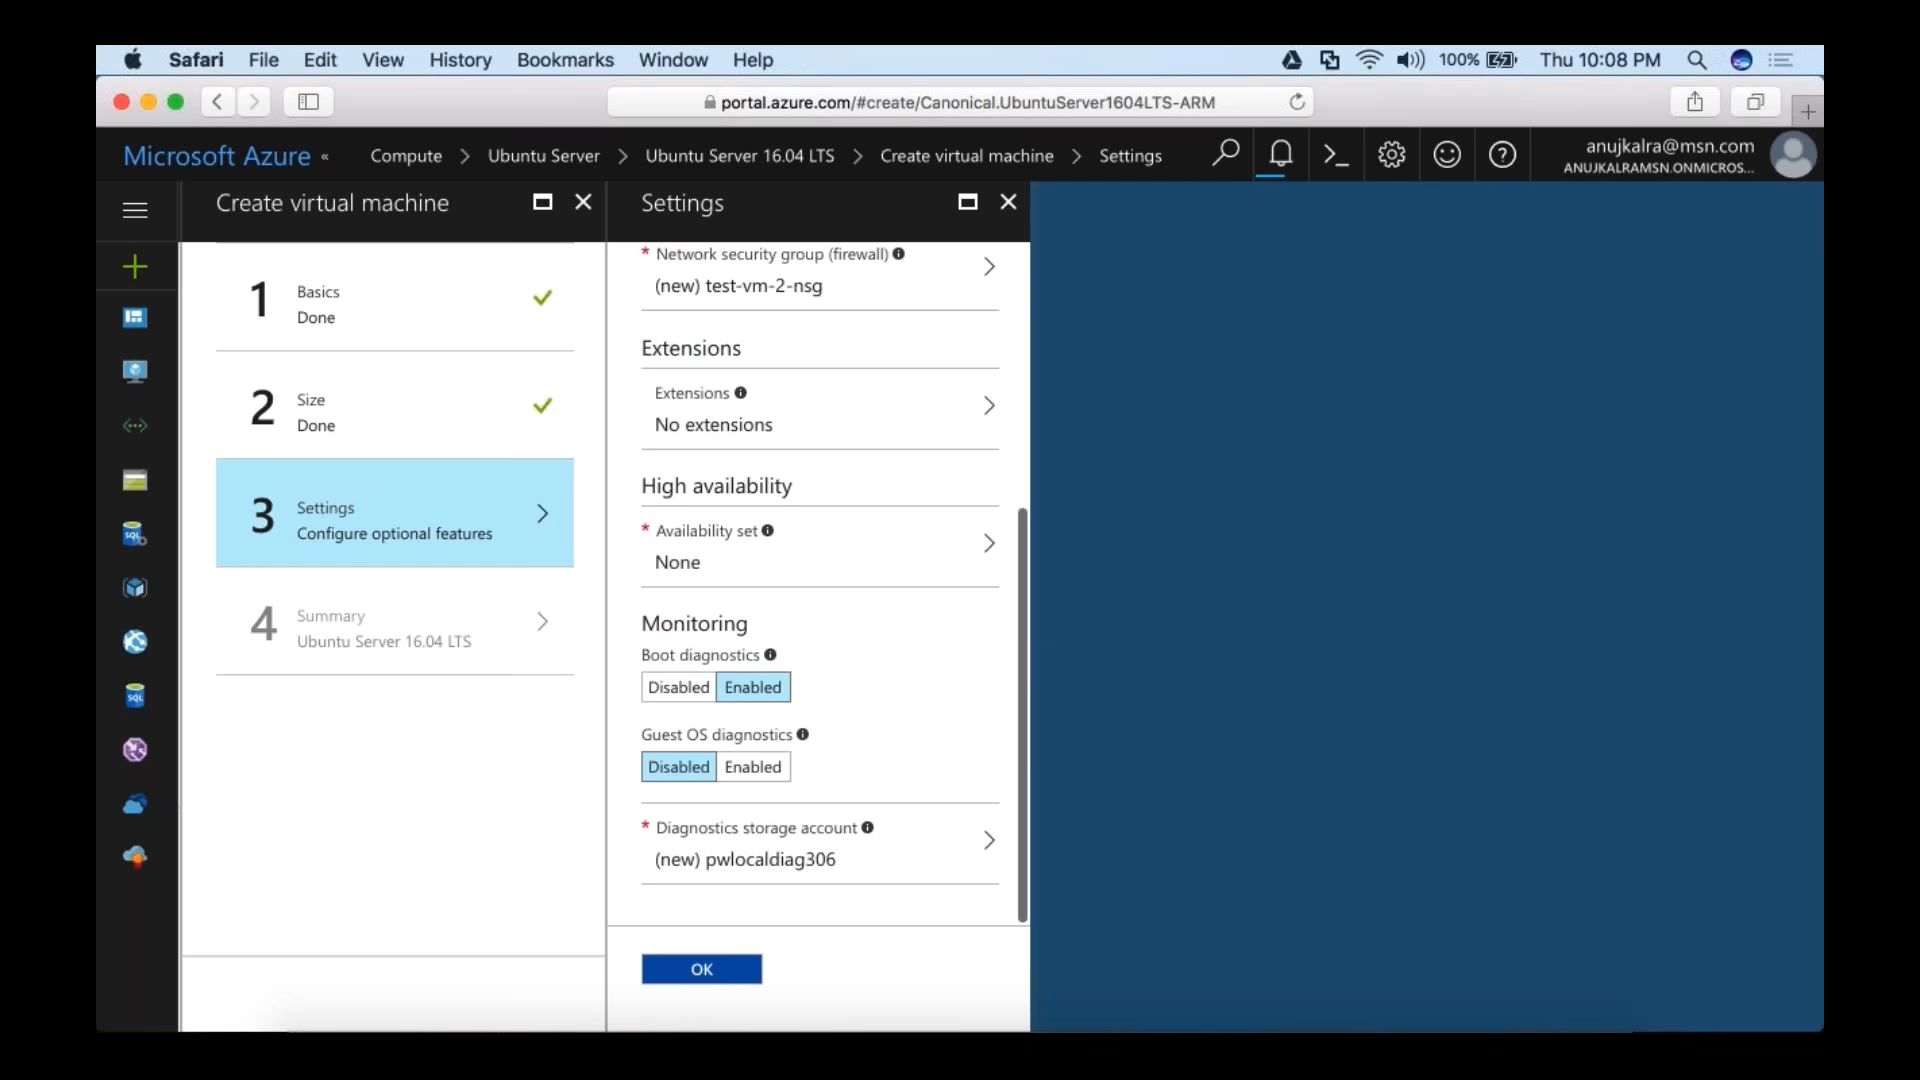 Safari File Edit View History Bookmarks Window Help 100% Thu 10:08 PM
portal.azure.com/#create/Canonical.UbuntuServer1604LTS-ARM
Microsoft Azure « Compute > Ubuntu Server > Ubuntu Server 16.04 LTS > Create virtual machine > Settings
anujkalra@msn.com
ANUJKALRAMSN.ONMICROS...
Create virtual machine
1 Basics
Done
2 Size
Done
3 Settings
Configure optional features
4 Summary
Ubuntu Server 16.04 LTS
Settings
* Network security group (firewall)
(new) test-vm-2-nsg
Extensions
Extensions
No extensions
High availability
* Availability set
None
Monitoring
Boot diagnostics
Disabled Enabled
Guest OS diagnostics
Disabled Enabled
* Diagnostics storage account
(new) pwlocaldiag306
OK